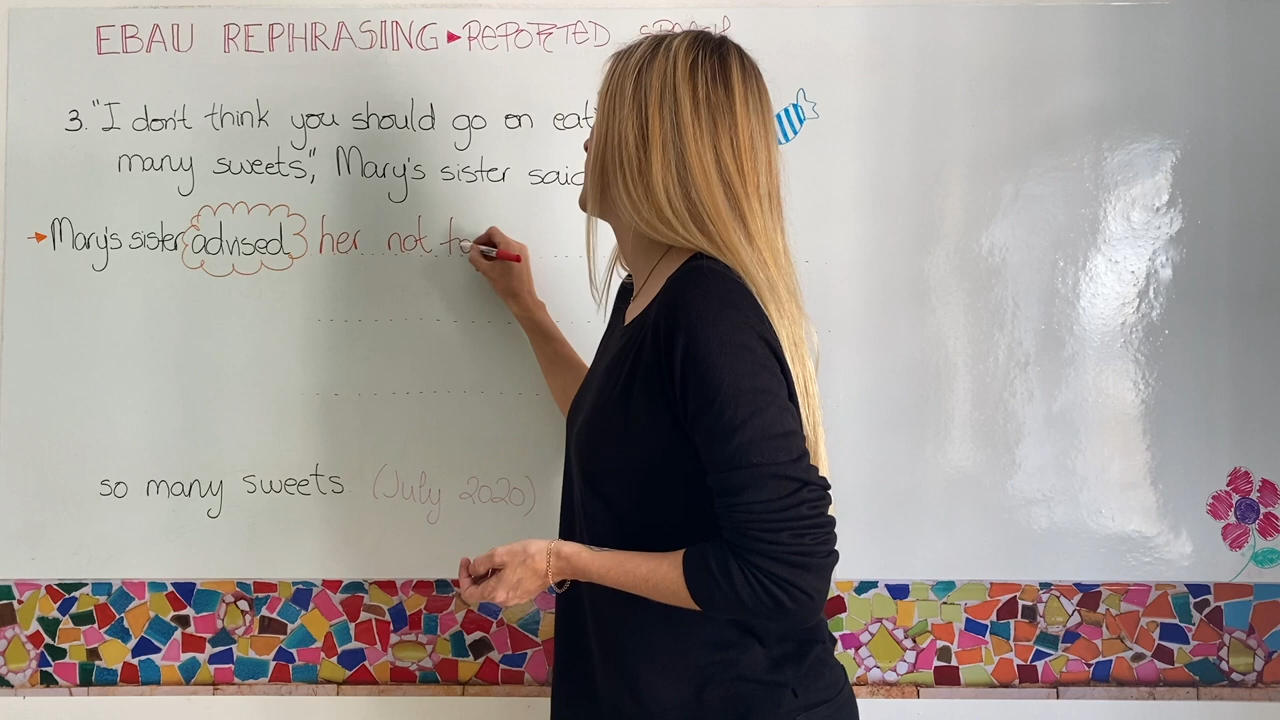 EBAU REPHRASING ▸ REPORTED SPEECH
3. "I don't think you should go on eat
many sweets", Mary's sister said
→ Mary's sister advised her not to
so many sweets. (July 2020)